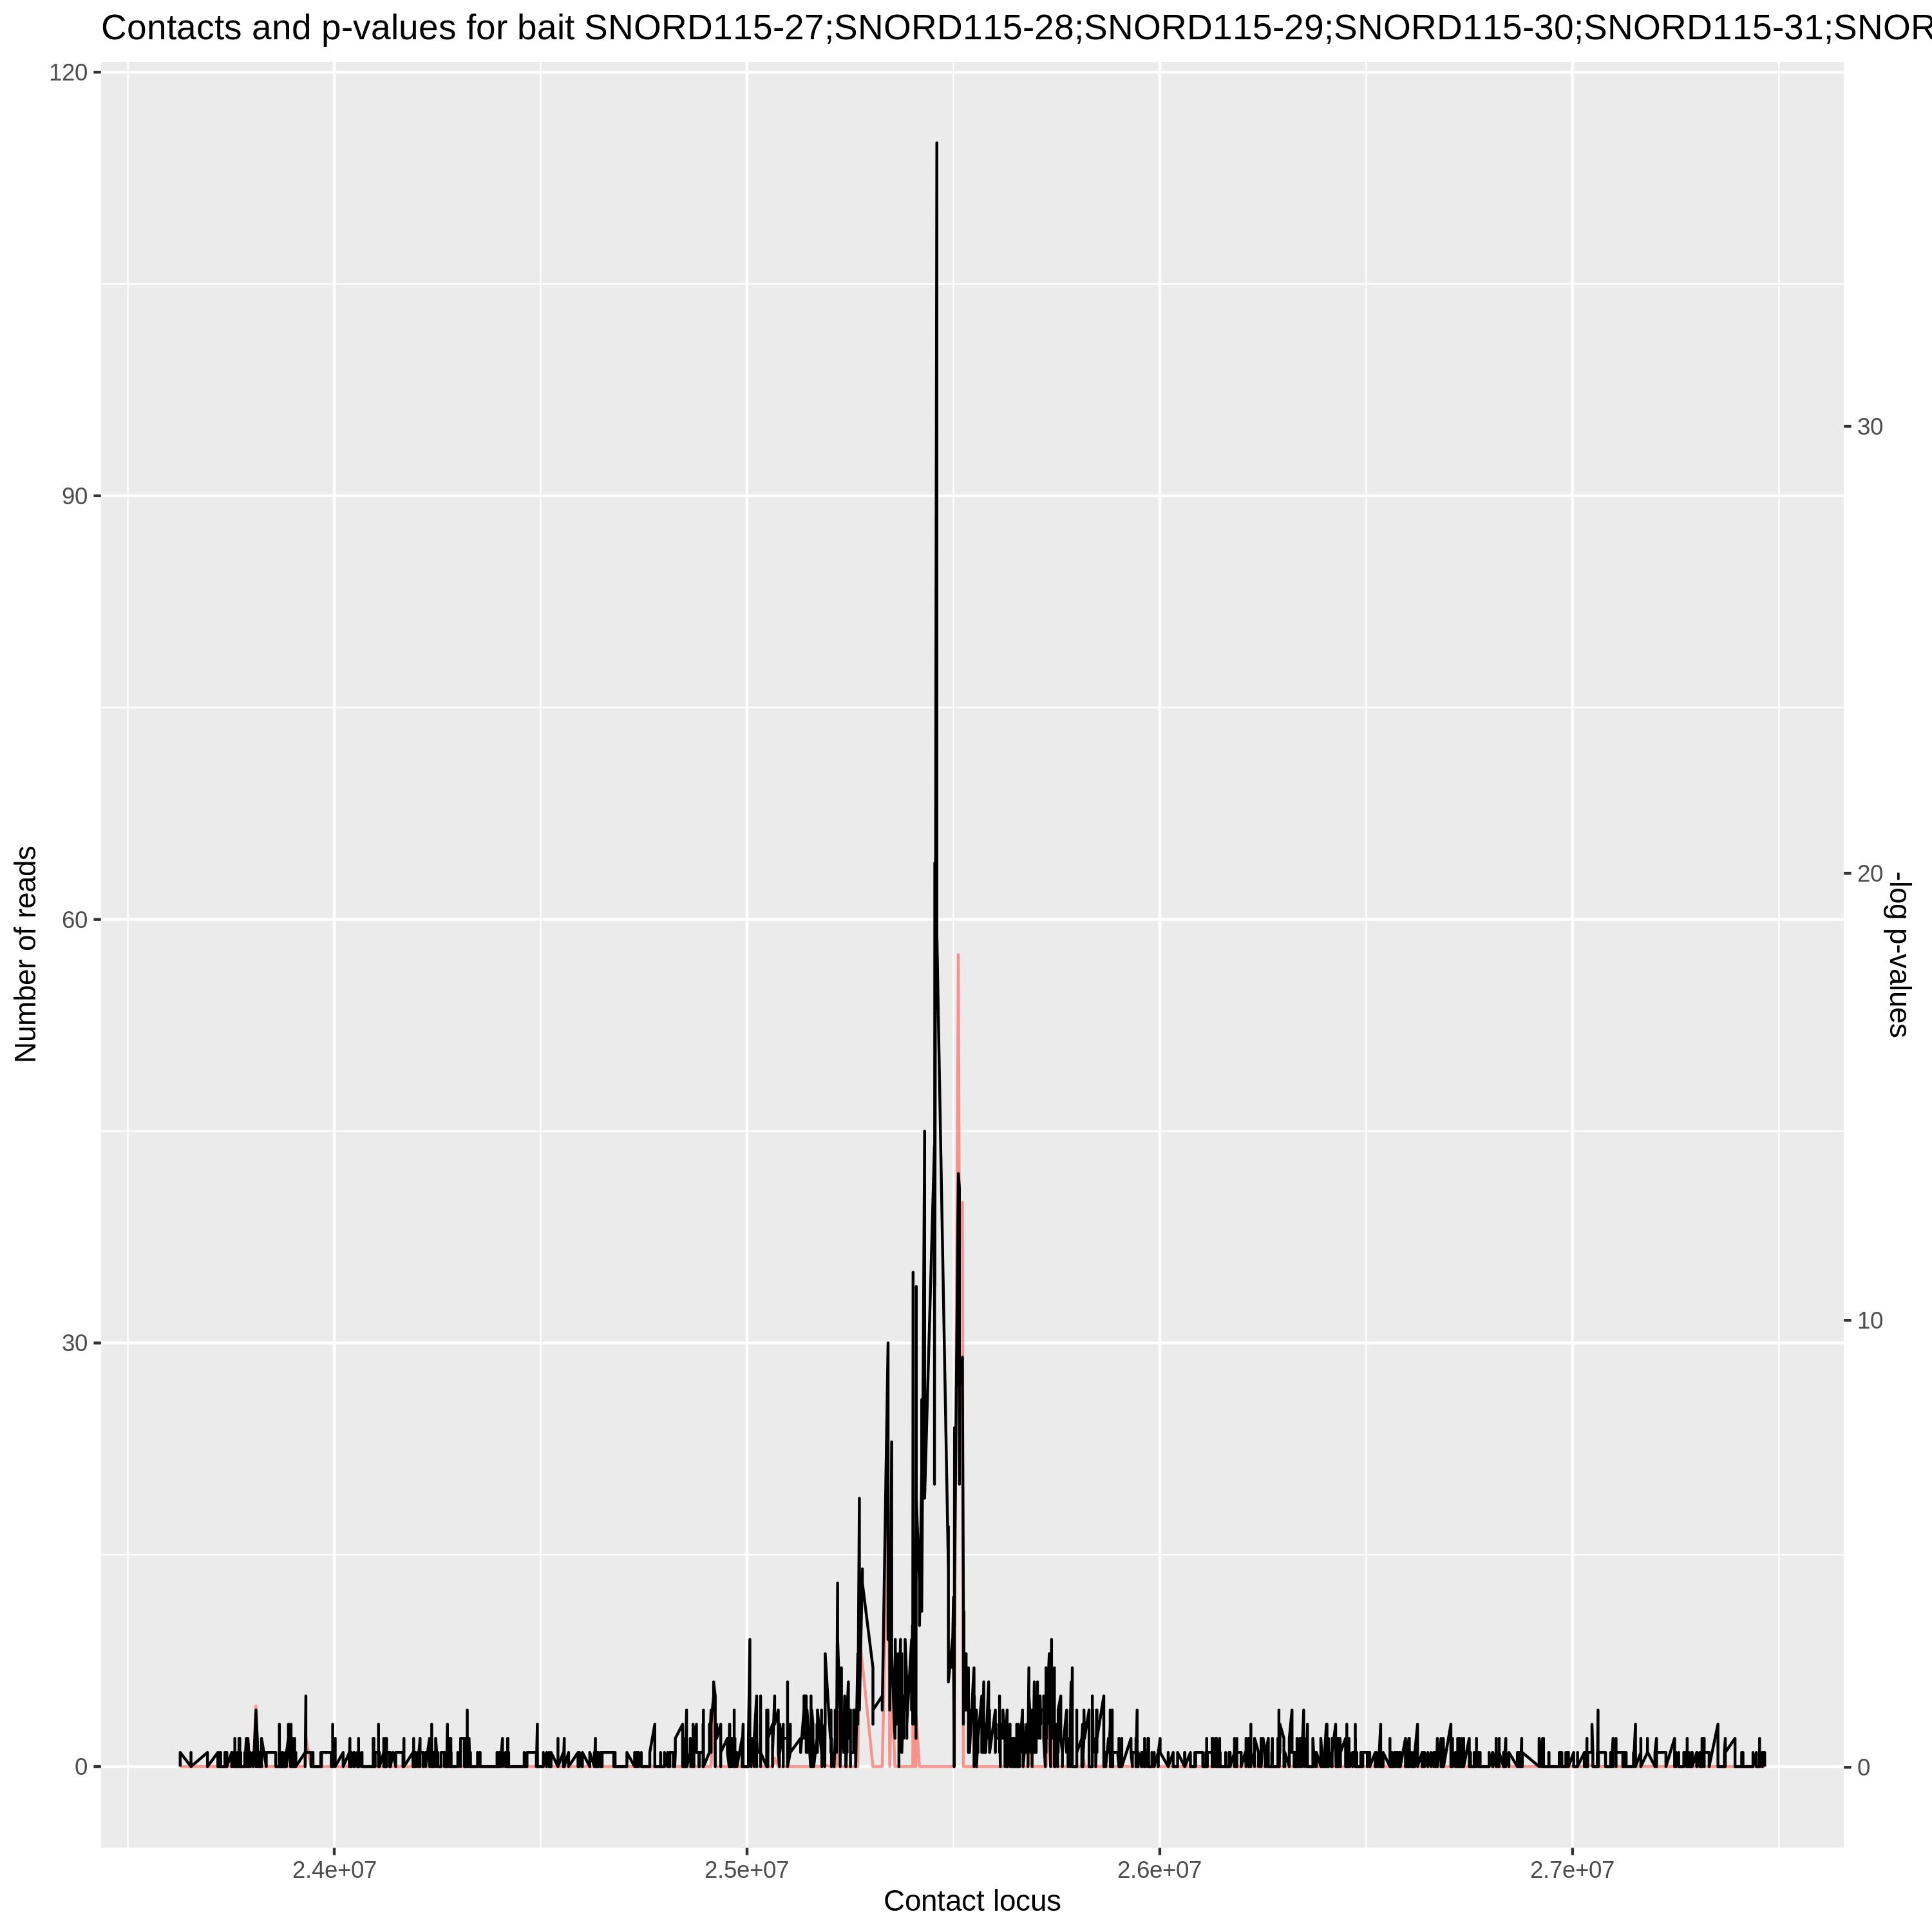 Contacts and p-values for bait SNORD115-27;SNORD115-28;SNORD115-29;SNORD115-30;SNORD115-31;SNOR
120
90
60
30
0
Number of reads
30
20
10
0
-log p-values
2.4e+07
2.5e+07
2.6e+07
2.7e+07
Contact locus